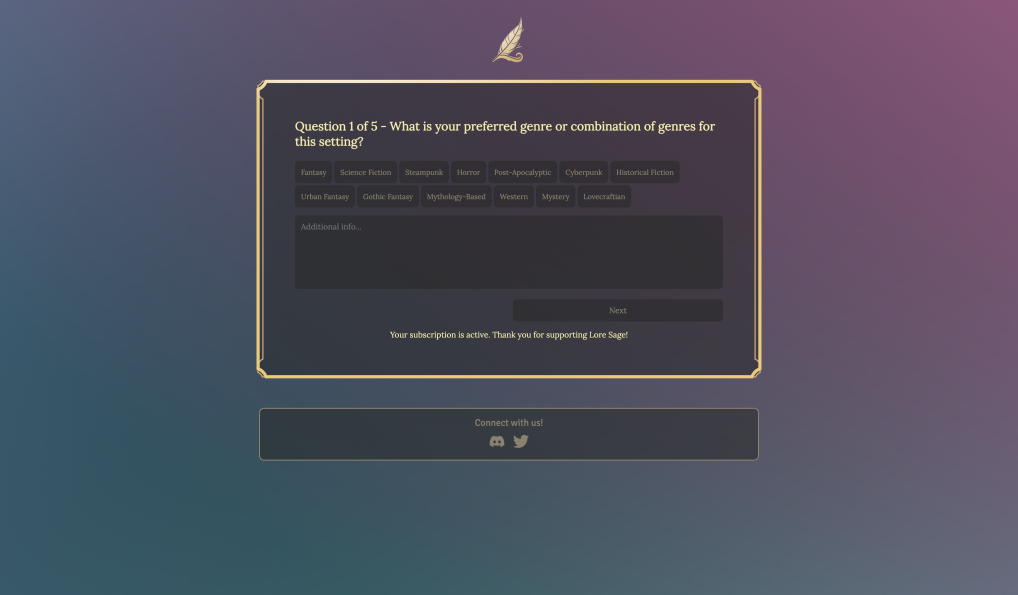 Question 1 of 5 - What is your preferred genre or combination of genres for
this setting?
Fantasy Science Fiction Steampunk Horror Post-Apocalyptic Cyberpunk Historical Fiction
Urban Fantasy Gothic Fantasy Mythology-Based Western Mystery Lovecraftian
Additional info...
Next
Your subscription is active. Thank you for supporting Lore Sage!
Connect with us!